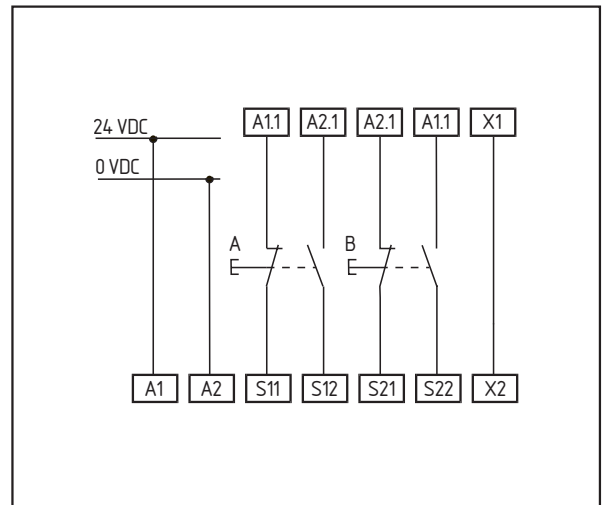 24 VDC
0 VDC
A1.1 A2.1 A2.1 A1.1 X1
A B
A1 A2 S11 S12 S21 S22 X2